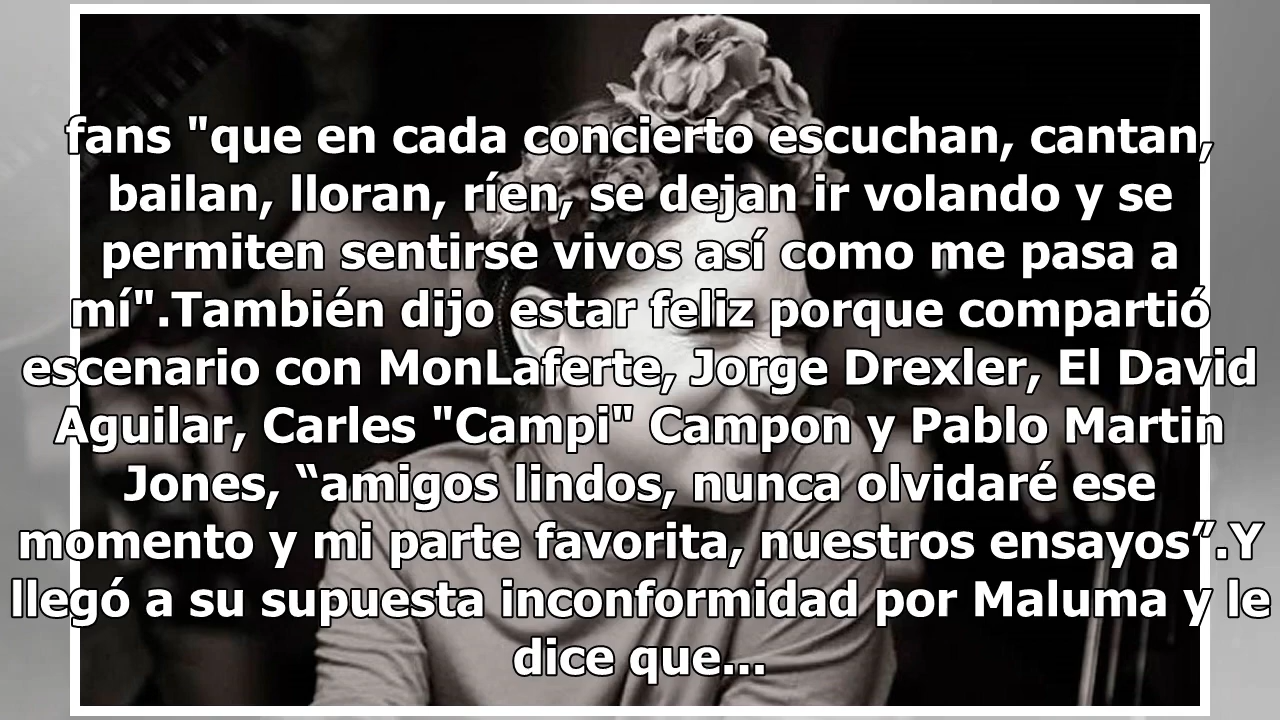 fans "que en cada concierto escuchan, cantan,
bailan, lloran, ríen, se dejan ir volando y se
permiten sentirse vivos así como me pasa a
mí".También dijo estar feliz porque compartió
escenario con MonLaferte, Jorge Drexler, El David
Aguilar, Carles "Campi" Campon y Pablo Martin
Jones, “amigos lindos, nunca olvidaré ese
momento y mi parte favorita, nuestros ensayos”.Y
llegó a su supuesta inconformidad por Maluma y le
dice que...